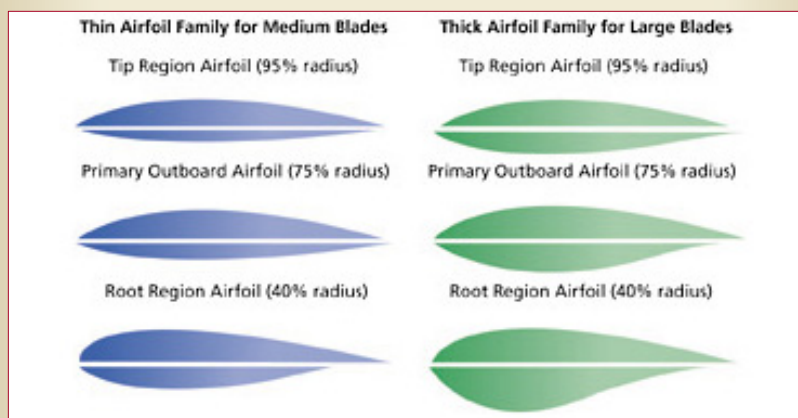 Thin Airfoil Family for Medium Blades
Tip Region Airfoil (95% radius)
Primary Outboard Airfoil (75% radius)
Root Region Airfoil (40% radius)
Thick Airfoil Family for Large Blades
Tip Region Airfoil (95% radius)
Primary Outboard Airfoil (75% radius)
Root Region Airfoil (40% radius)